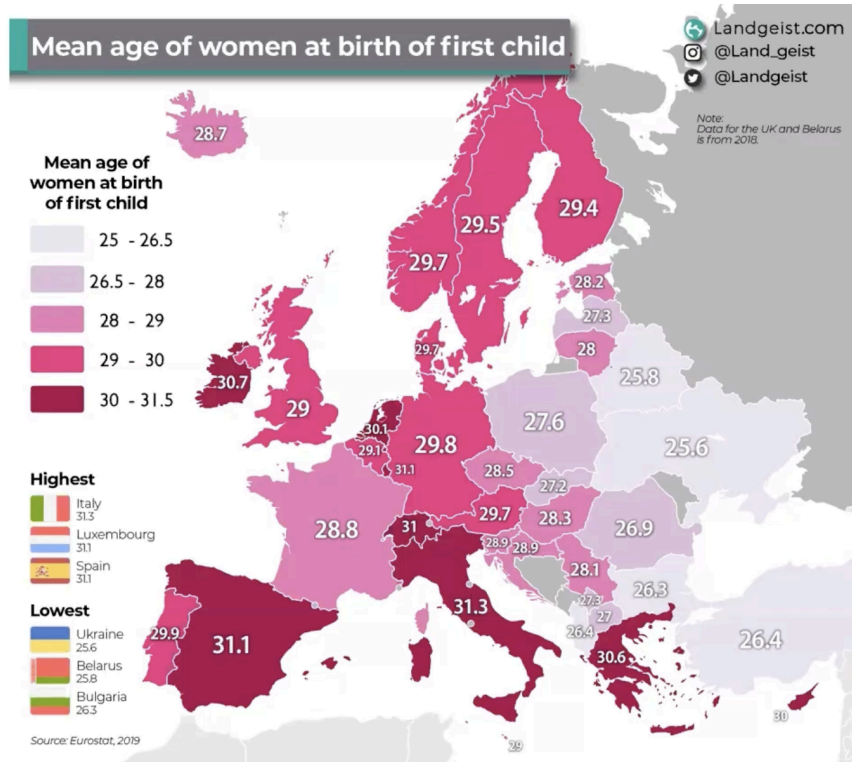 Mean age of women at birth of first child
Landgeist.com
@Land_geist
@Landgeist
Note:
Data for the UK and Belarus
is from 2018.
Mean age of
women at birth
of first child
25 - 26.5
26.5 - 28
28 - 29
29 - 30
30 - 31.5
28.7
29.7
29.5
29.4
28.2
27.3
28
25.8
25.6
30.7
29
29.7
30.1
29.1
31.1
29.8
27.6
28.5
27.2
28.8
31
29.7
28.3
26.9
28.9
28.9
28.1
26.3
27.3
27
26.4
31.3
30.6
26.4
29.9
31.1
30
29
Highest
Italy
31.3
Luxembourg
31.1
Spain
31.1
Lowest
Ukraine
25.6
Belarus
25.8
Bulgaria
26.3
Source: Eurostat, 2019